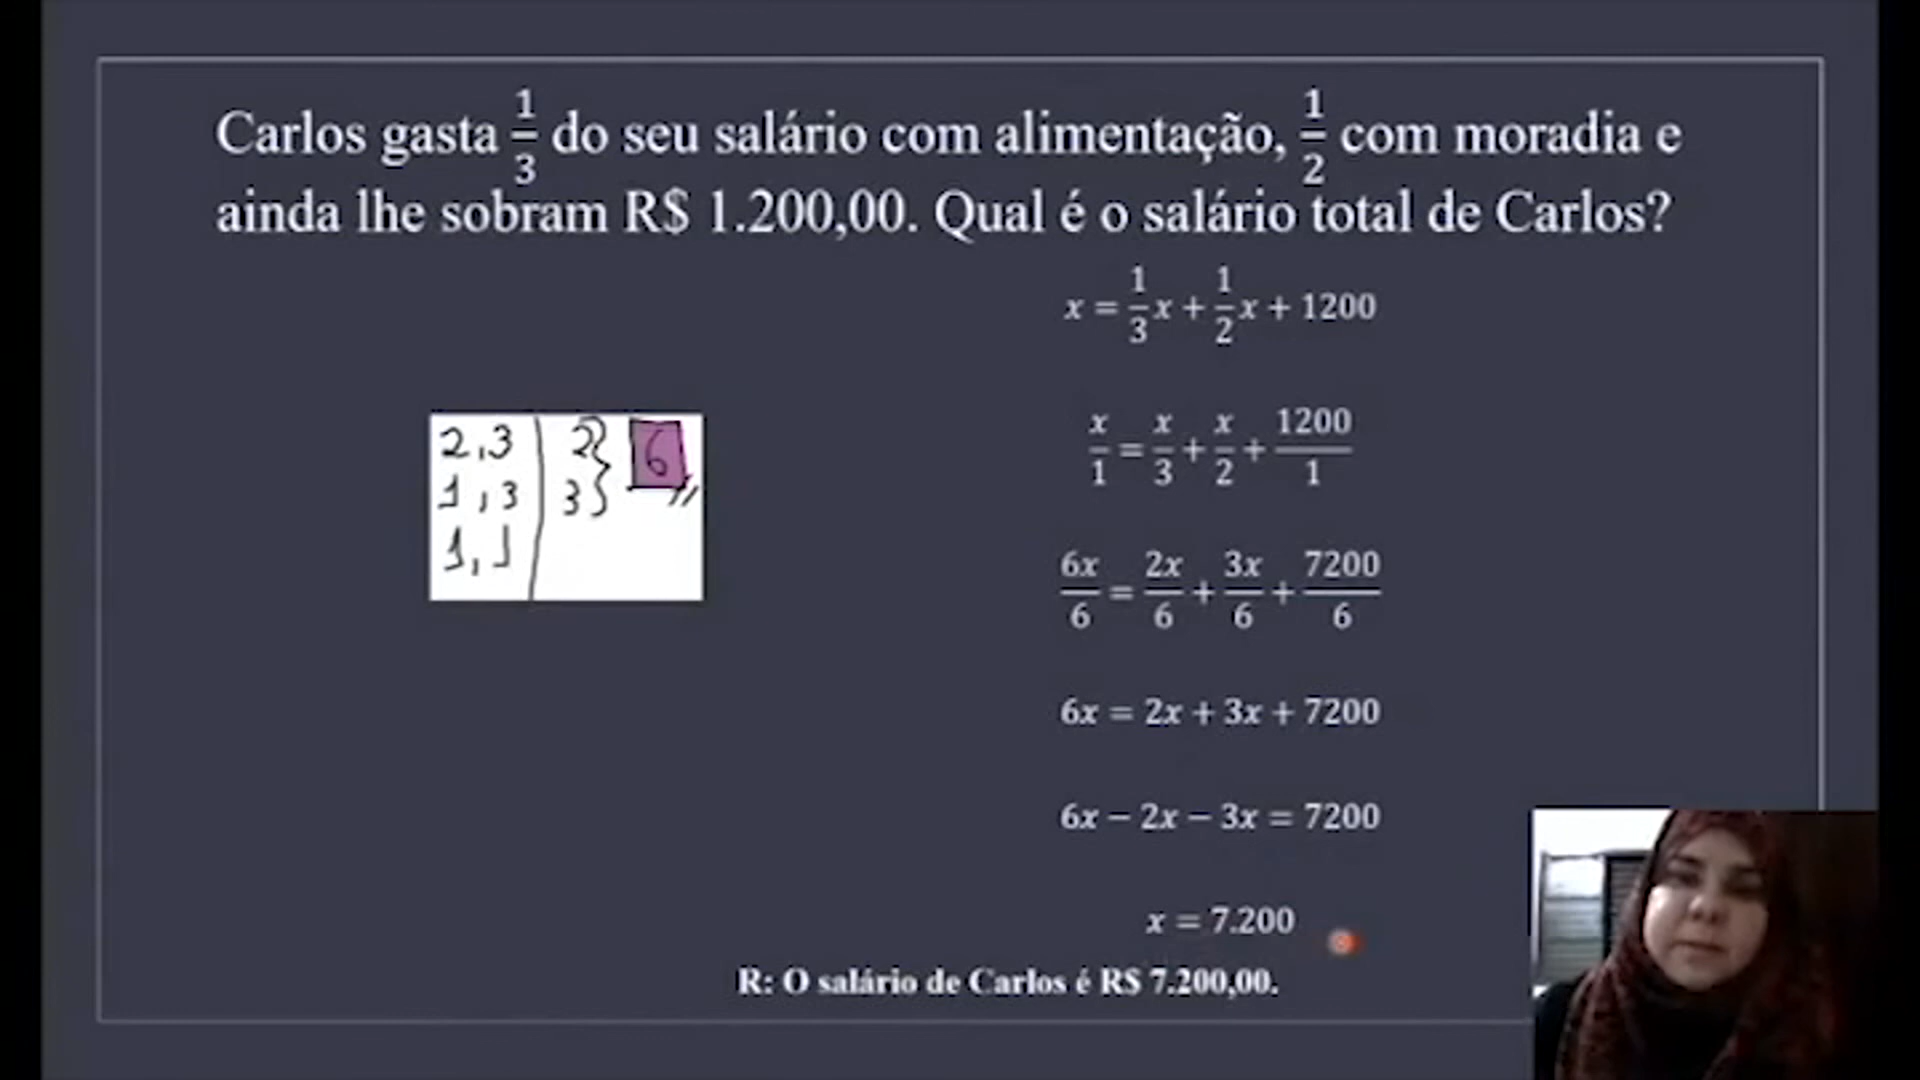 Carlos gasta 1/3 do seu salário com alimentação, 1/2 com moradia e
ainda lhe sobram R$ 1.200,00. Qual é o salário total de Carlos?
x = 1/3 x + 1/2 x + 1200
x/1 = x/3 + x/2 + 1200/1
2,3 | 2 } 6
1,3 | 3 }
1,1 |
6x/6 = 2x/6 + 3x/6 + 7200/6
6x = 2x + 3x + 7200
6x − 2x − 3x = 7200
x = 7.200
R: O salário de Carlos é R$ 7.200,00.